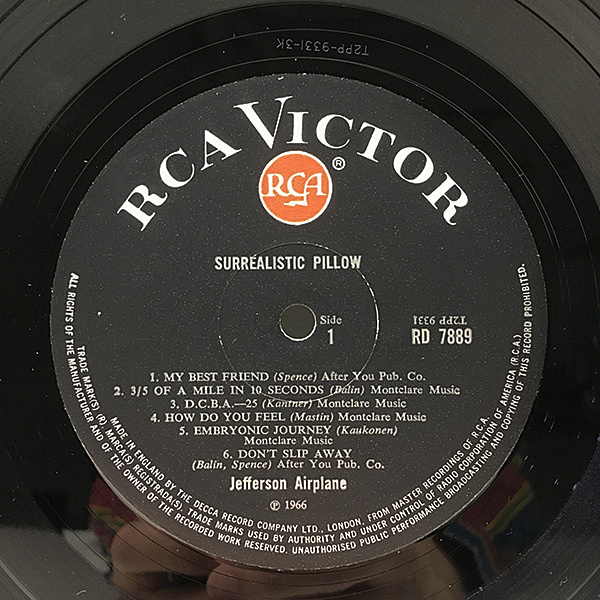 T2PP-9331-3K
RCA VICTOR
RCA ®
SURREALISTIC PILLOW
Side
1
T2PP 9331
RD 7889
1. MY BEST FRIEND (Spence) After You Pub. Co.
2. 3/5 OF A MILE IN 10 SECONDS (Balin) Montclare Music
3. D.C.B.A.—25 (Kantner) Montclare Music
4. HOW DO YOU FEEL (Mastin) Montclare Music
5. EMBRYONIC JOURNEY (Kaukonen)
Montclare Music
6. DON'T SLIP AWAY
(Balin, Spence) After You Pub. Co.
Jefferson Airplane
℗ 1966
ALL RIGHTS OF THE MANUFACTURER AND OF THE OWNER OF THE RECORDED WORK RESERVED. UNAUTHORISED PUBLIC PERFORMANCE BROADCASTING AND COPYING OF THIS RECORD PROHIBITED.
TRADE MARK(S) (R). MARCA(S) REGISTRADA(S). TRADE MARKS USED BY AUTHORITY AND UNDER CONTROL OF RADIO CORPORATION OF AMERICA (R.C.A.)
MADE IN ENGLAND BY THE DECCA RECORD COMPANY LTD., LONDON, FROM MASTER RECORDINGS OF R.C.A.